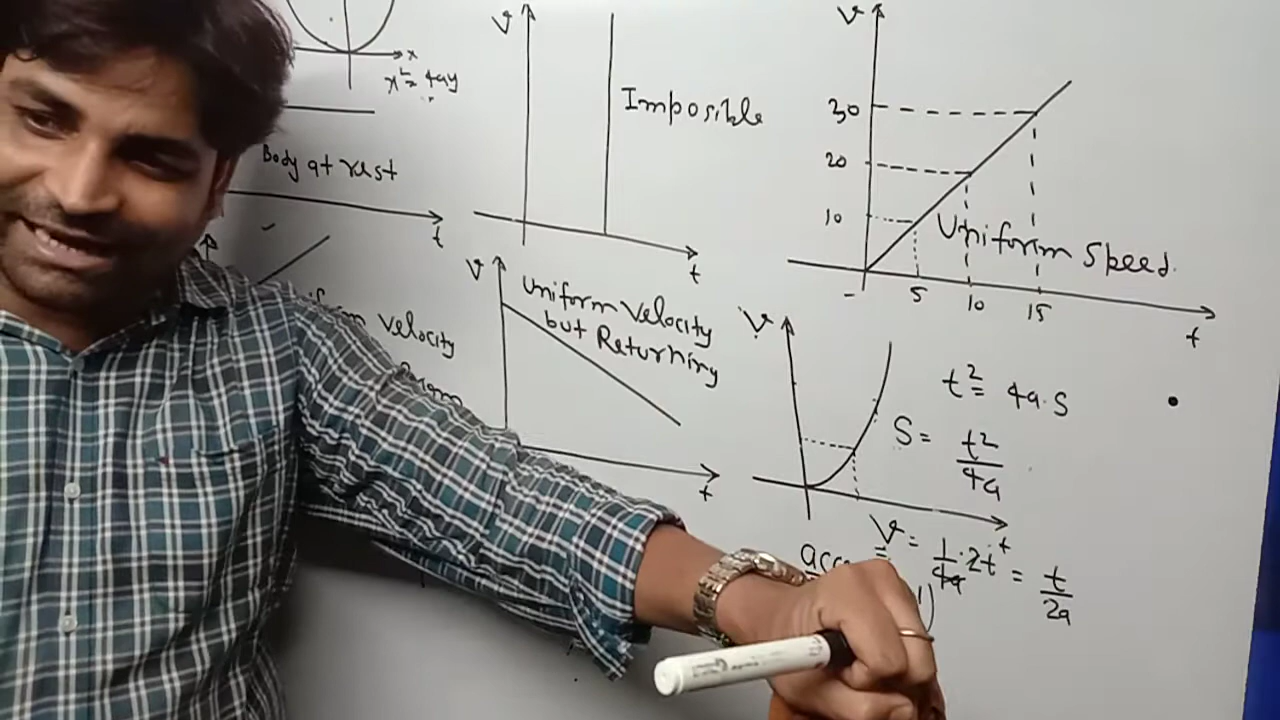 x
x² = 4ay
Body at rest
t
velocity
v
Imposible
t
v
Uniform velocity
but Returning
t
v
30
20
10
5
10
15
Uniform Speed.
t
v
t² = 4a.s
S = t²/4a
t
v = 1/4a . 2t = t/2a